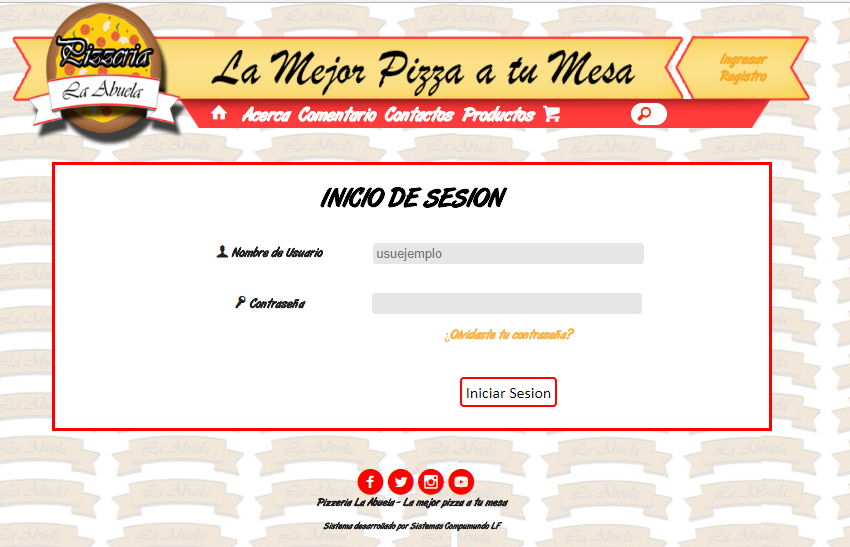 Pizzeria
La Abuela
La Mejor Pizza a tu Mesa
Ingresar
Registro
Acerca Comentario Contactos Productos
INICIO DE SESION
Nombre de Usuario
usuejemplo
Contraseña
¿Olvidaste tu contraseña?
Iniciar Sesion
Pizzeria La Abuela - La mejor pizza a tu mesa
Sistema desarrollado por Sistemas Compumundo LF